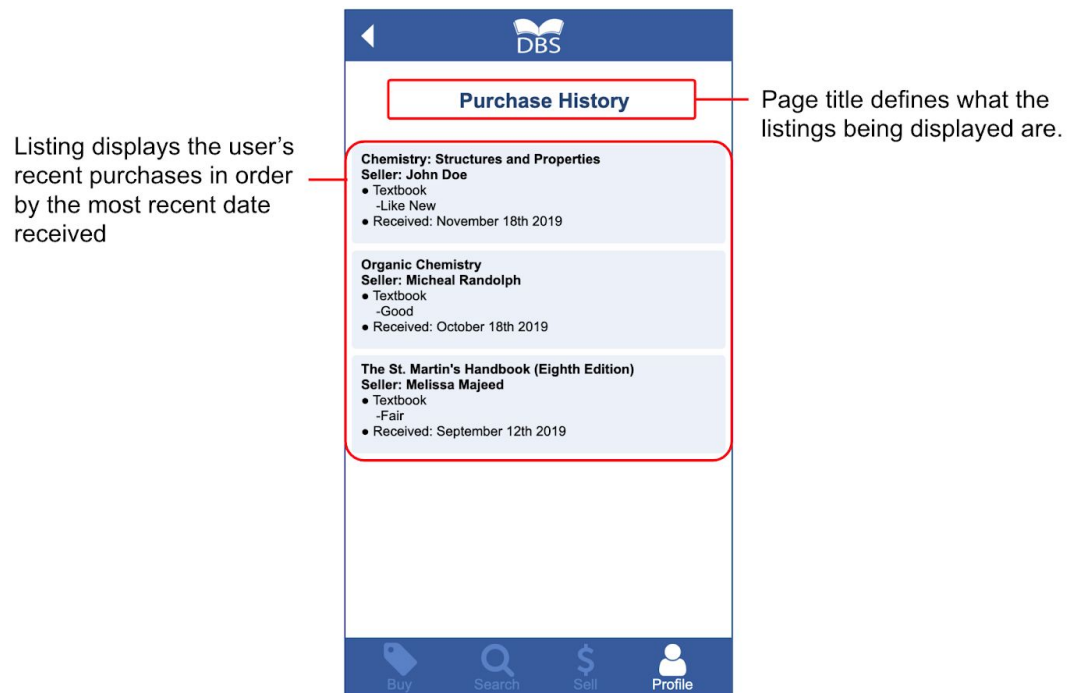 DBS
Purchase History
Page title defines what the
listings being displayed are.
Listing displays the user's
recent purchases in order
by the most recent date
received
Chemistry: Structures and Properties
Seller: John Doe
● Textbook
-Like New
● Received: November 18th 2019
Organic Chemistry
Seller: Micheal Randolph
● Textbook
-Good
● Received: October 18th 2019
The St. Martin's Handbook (Eighth Edition)
Seller: Melissa Majeed
● Textbook
-Fair
● Received: September 12th 2019
Buy
Search
Sell
Profile